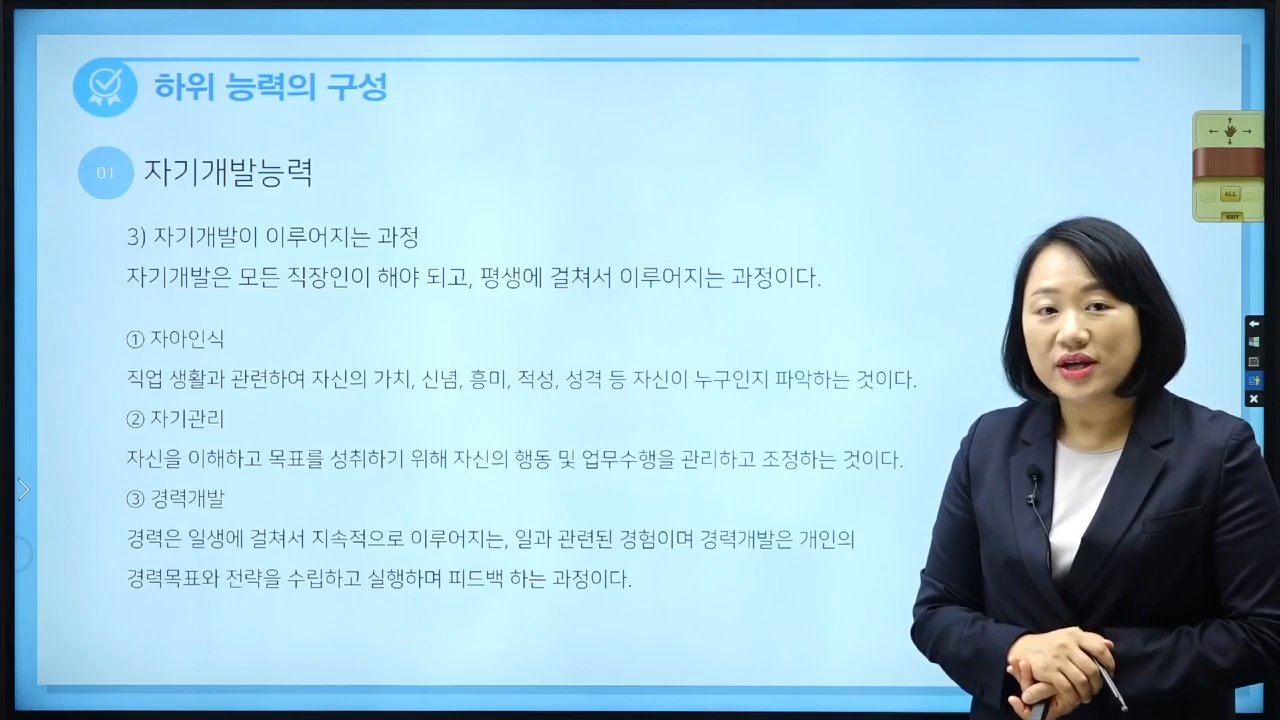 하위 능력의 구성
01 자기개발능력
3) 자기개발이 이루어지는 과정
자기개발은 모든 직장인이 해야 되고, 평생에 걸쳐서 이루어지는 과정이다.
① 자아인식
직업 생활과 관련하여 자신의 가치, 신념, 흥미, 적성, 성격 등 자신이 누구인지 파악하는 것이다.
② 자기관리
자신을 이해하고 목표를 성취하기 위해 자신의 행동 및 업무수행을 관리하고 조정하는 것이다.
③ 경력개발
경력은 일생에 걸쳐서 지속적으로 이루어지는, 일과 관련된 경험이며 경력개발은 개인의
경력목표와 전략을 수립하고 실행하며 피드백 하는 과정이다.
ALL
EXIT